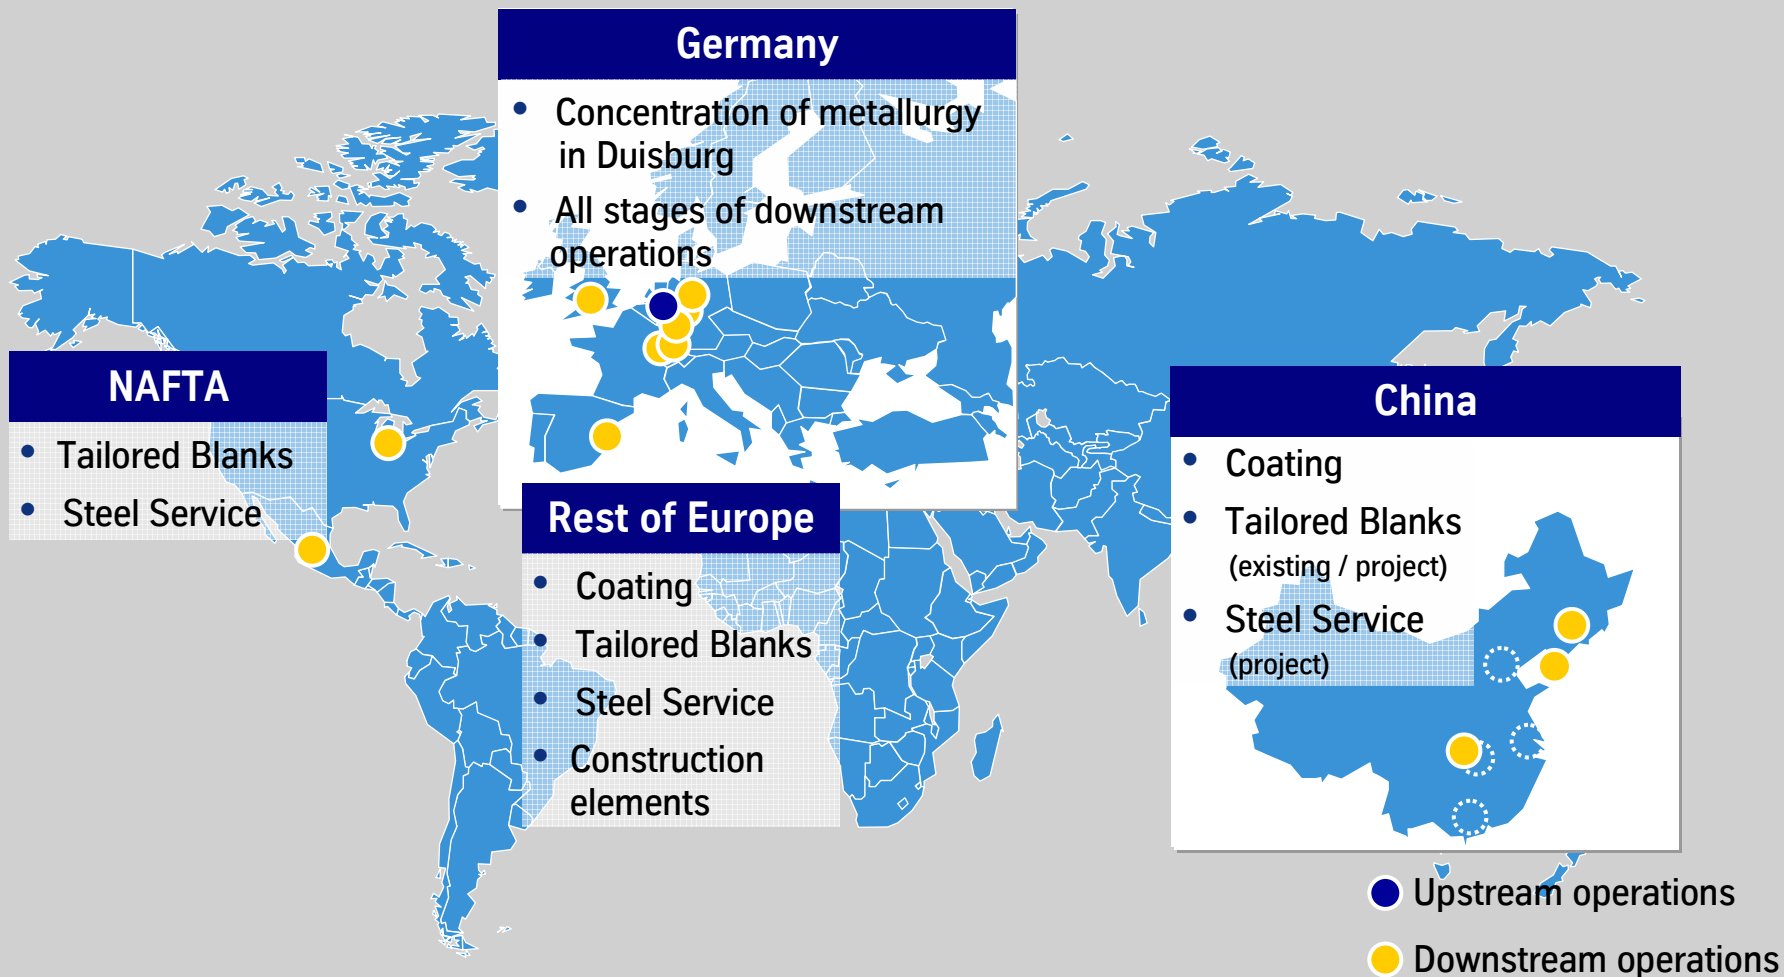 Germany
• Concentration of metallurgy
in Duisburg
• All stages of downstream
operations
NAFTA
• Tailored Blanks
• Steel Service
Rest of Europe
• Coating
• Tailored Blanks
• Steel Service
• Construction
elements
China
• Coating
• Tailored Blanks
(existing / project)
• Steel Service
(project)
Upstream operations
Downstream operations